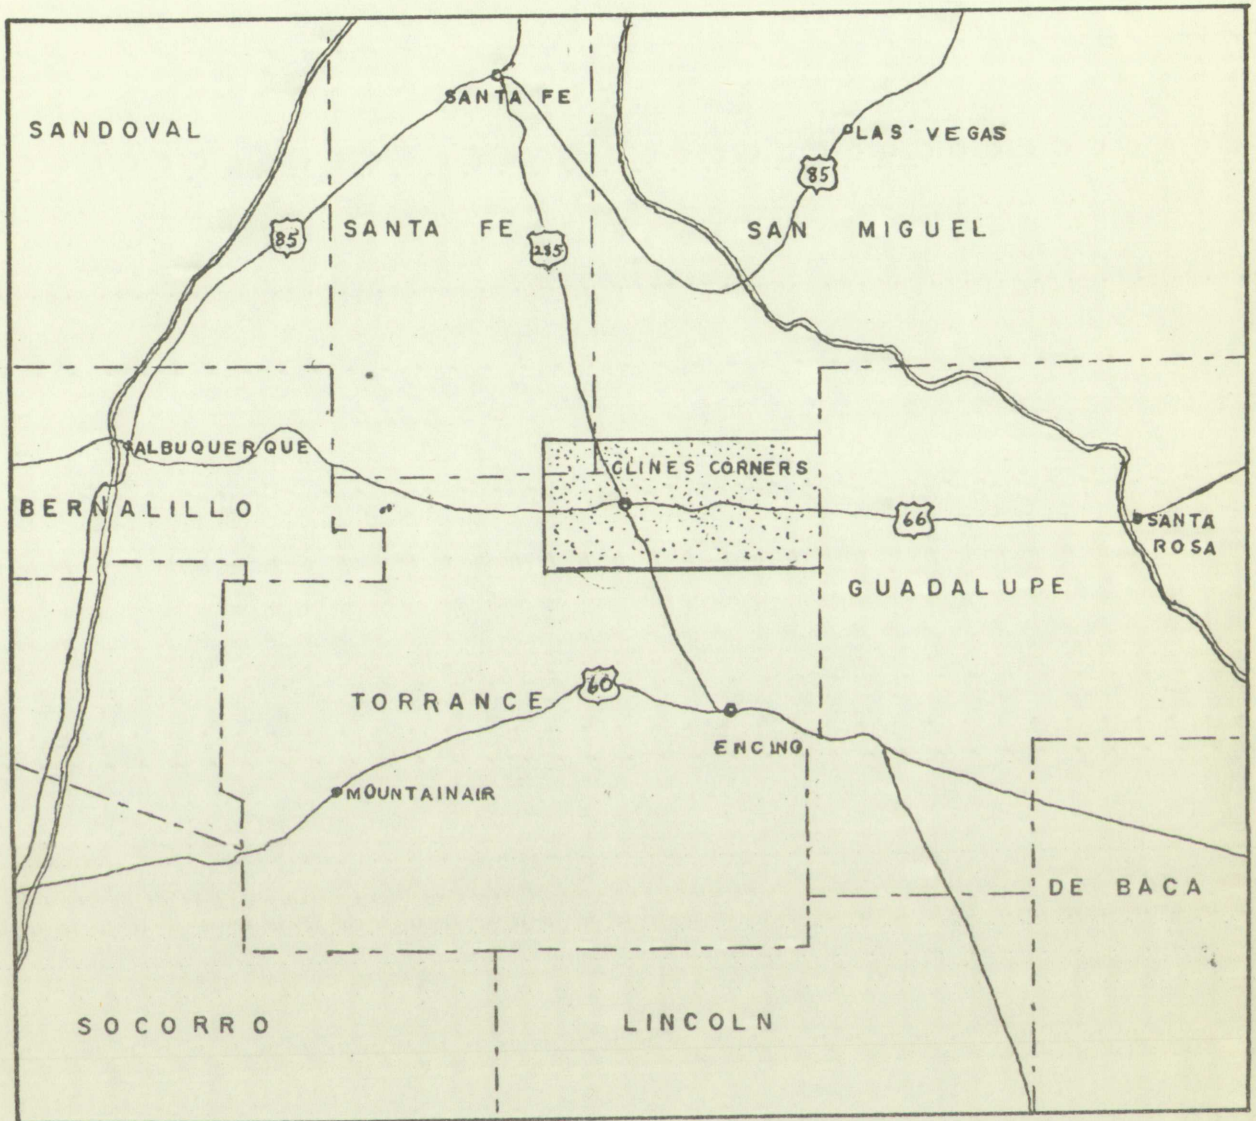 SANTA FE
SANDOVAL
LAS VEGAS
85
SANTA FE
SAN MIGUEL
85
285
ALBUQUERQUE
CLINES CORNERS
BERNALILLO
66
SANTA
ROSA
GUADALUPE
TORRANCE
60
ENCINO
MOUNTAINAIR
DE BACA
SOCORRO
LINCOLN